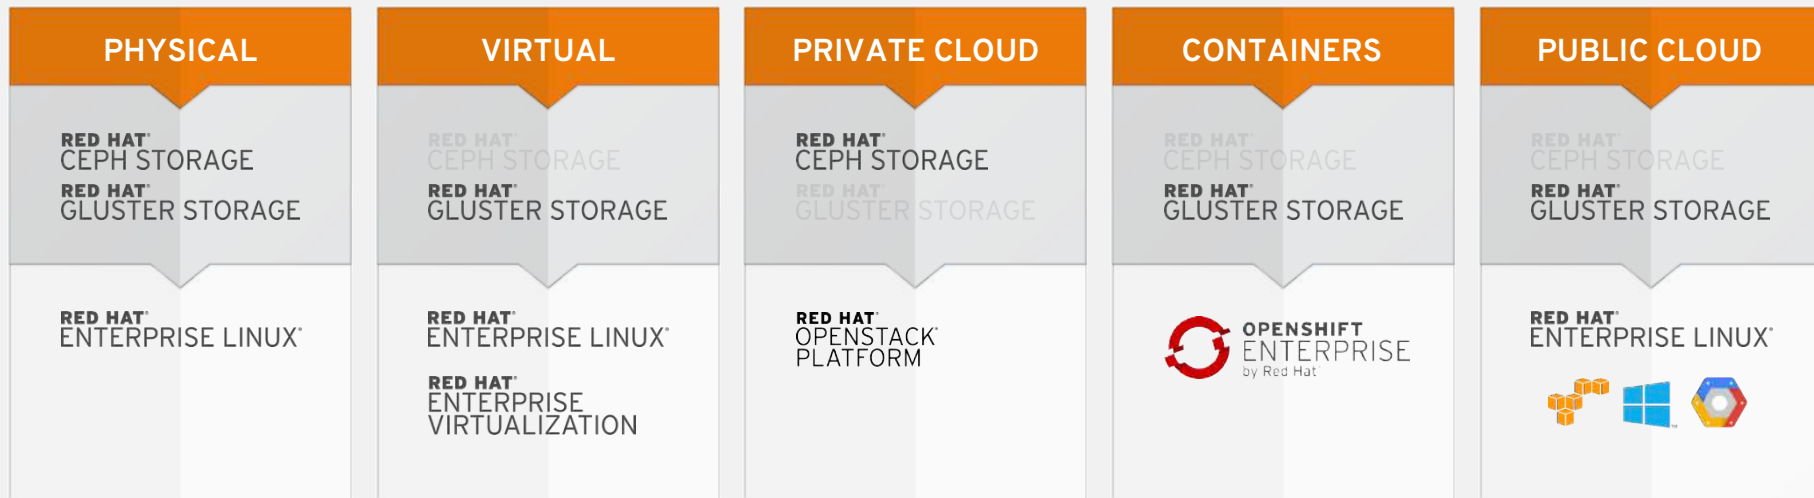 PHYSICAL
RED HAT®
CEPH STORAGE
RED HAT®
GLUSTER STORAGE
RED HAT®
ENTERPRISE LINUX®
VIRTUAL
RED HAT®
CEPH STORAGE
RED HAT®
GLUSTER STORAGE
RED HAT®
ENTERPRISE LINUX®
RED HAT®
ENTERPRISE
VIRTUALIZATION
PRIVATE CLOUD
RED HAT®
CEPH STORAGE
RED HAT®
GLUSTER STORAGE
RED HAT®
OPENSTACK®
PLATFORM
CONTAINERS
RED HAT®
CEPH STORAGE
RED HAT®
GLUSTER STORAGE
OPENSHIFT
ENTERPRISE
by Red Hat®
PUBLIC CLOUD
RED HAT®
CEPH STORAGE
RED HAT®
GLUSTER STORAGE
RED HAT®
ENTERPRISE LINUX®
™